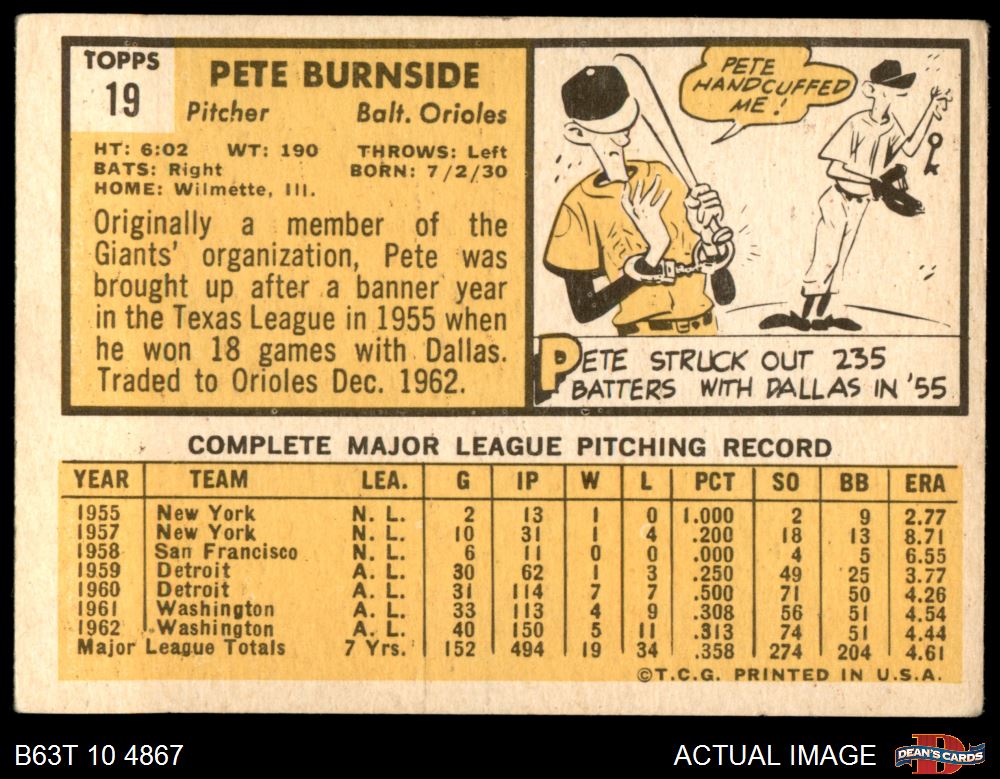 TOPPS
19
PETE BURNSIDE
Pitcher Balt. Orioles
HT: 6:02 WT: 190 THROWS: Left
BATS: Right BORN: 7/2/30
HOME: Wilmette, Ill.
Originally a member of the
Giants' organization, Pete was
brought up after a banner year
in the Texas League in 1955 when
he won 18 games with Dallas.
Traded to Orioles Dec. 1962.
PETE
HANDCUFFED
ME!
PETE STRUCK OUT 235
BATTERS WITH DALLAS IN '55
COMPLETE MAJOR LEAGUE PITCHING RECORD
YEAR TEAM LEA. G IP W L PCT SO BB ERA
1955 New York N. L. 2 13 1 0 1.000 2 9 2.77
1957 New York N. L. 10 31 1 4 .200 18 13 8.71
1958 San Francisco N. L. 6 11 0 0 .000 4 5 6.55
1959 Detroit A. L. 30 62 1 3 .250 49 25 3.77
1960 Detroit A. L. 31 114 7 7 .500 71 50 4.26
1961 Washington A. L. 33 113 4 9 .308 56 51 4.54
1962 Washington A. L. 40 150 5 11 .313 74 51 4.44
Major League Totals 7 Yrs. 152 494 19 34 .358 274 204 4.61
©T.C.G. PRINTED IN U.S.A.
B63T 10 4867 ACTUAL IMAGE
DEAN'S CARDS